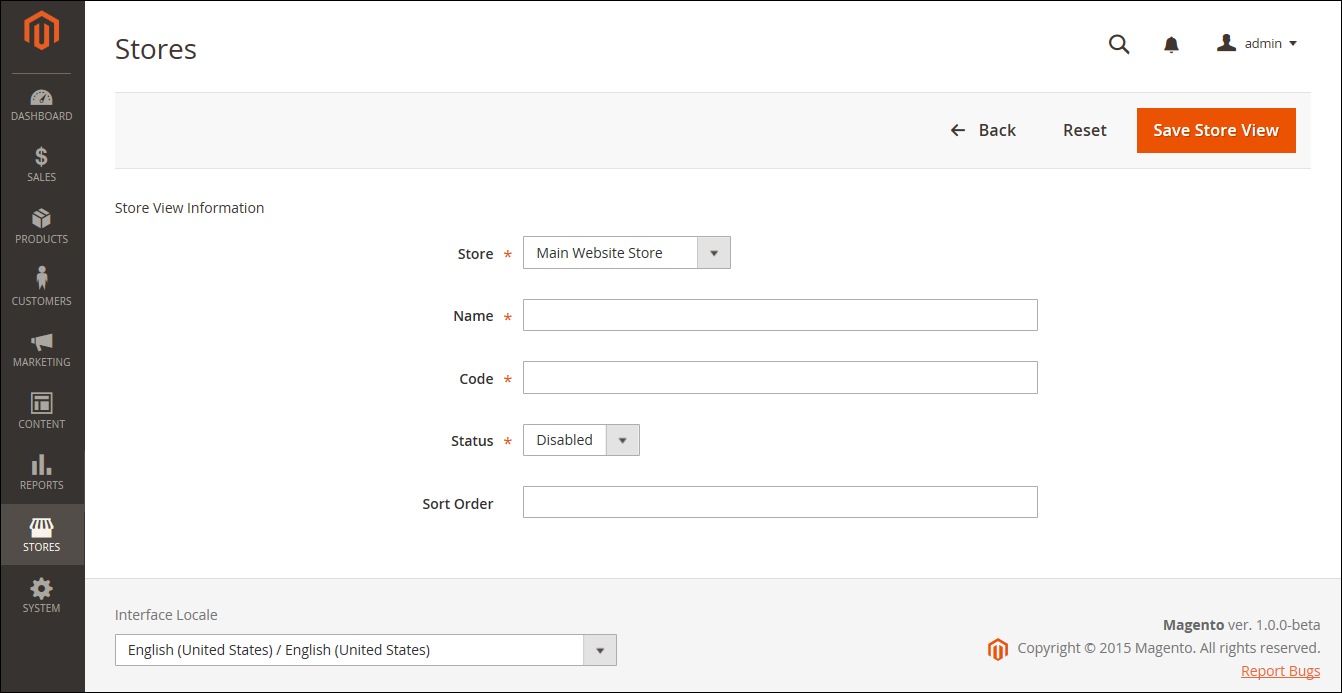 Stores
admin
DASHBOARD
SALES
PRODUCTS
CUSTOMERS
MARKETING
CONTENT
REPORTS
STORES
SYSTEM
Back Reset Save Store View
Store View Information
Store * Main Website Store
Name *
Code *
Status * Disabled
Sort Order
Interface Locale
English (United States) / English (United States)
Magento ver. 1.0.0-beta
Copyright © 2015 Magento. All rights reserved.
Report Bugs